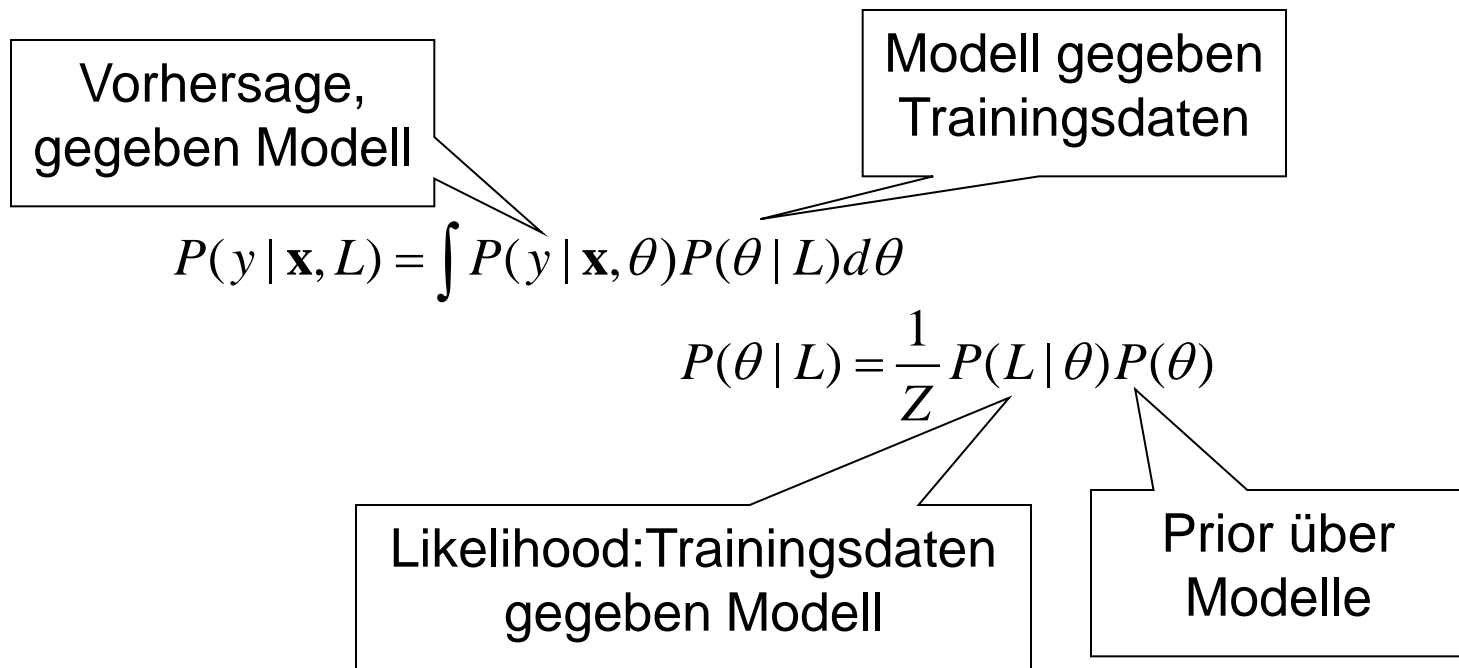 Vorhersage,
gegeben Modell
Modell gegeben
Trainingsdaten
P(y | x, L) = ∫ P(y | x, θ)P(θ | L)dθ
P(θ | L) = 1/Z P(L | θ)P(θ)
Likelihood:Trainingsdaten
gegeben Modell
Prior über
Modelle